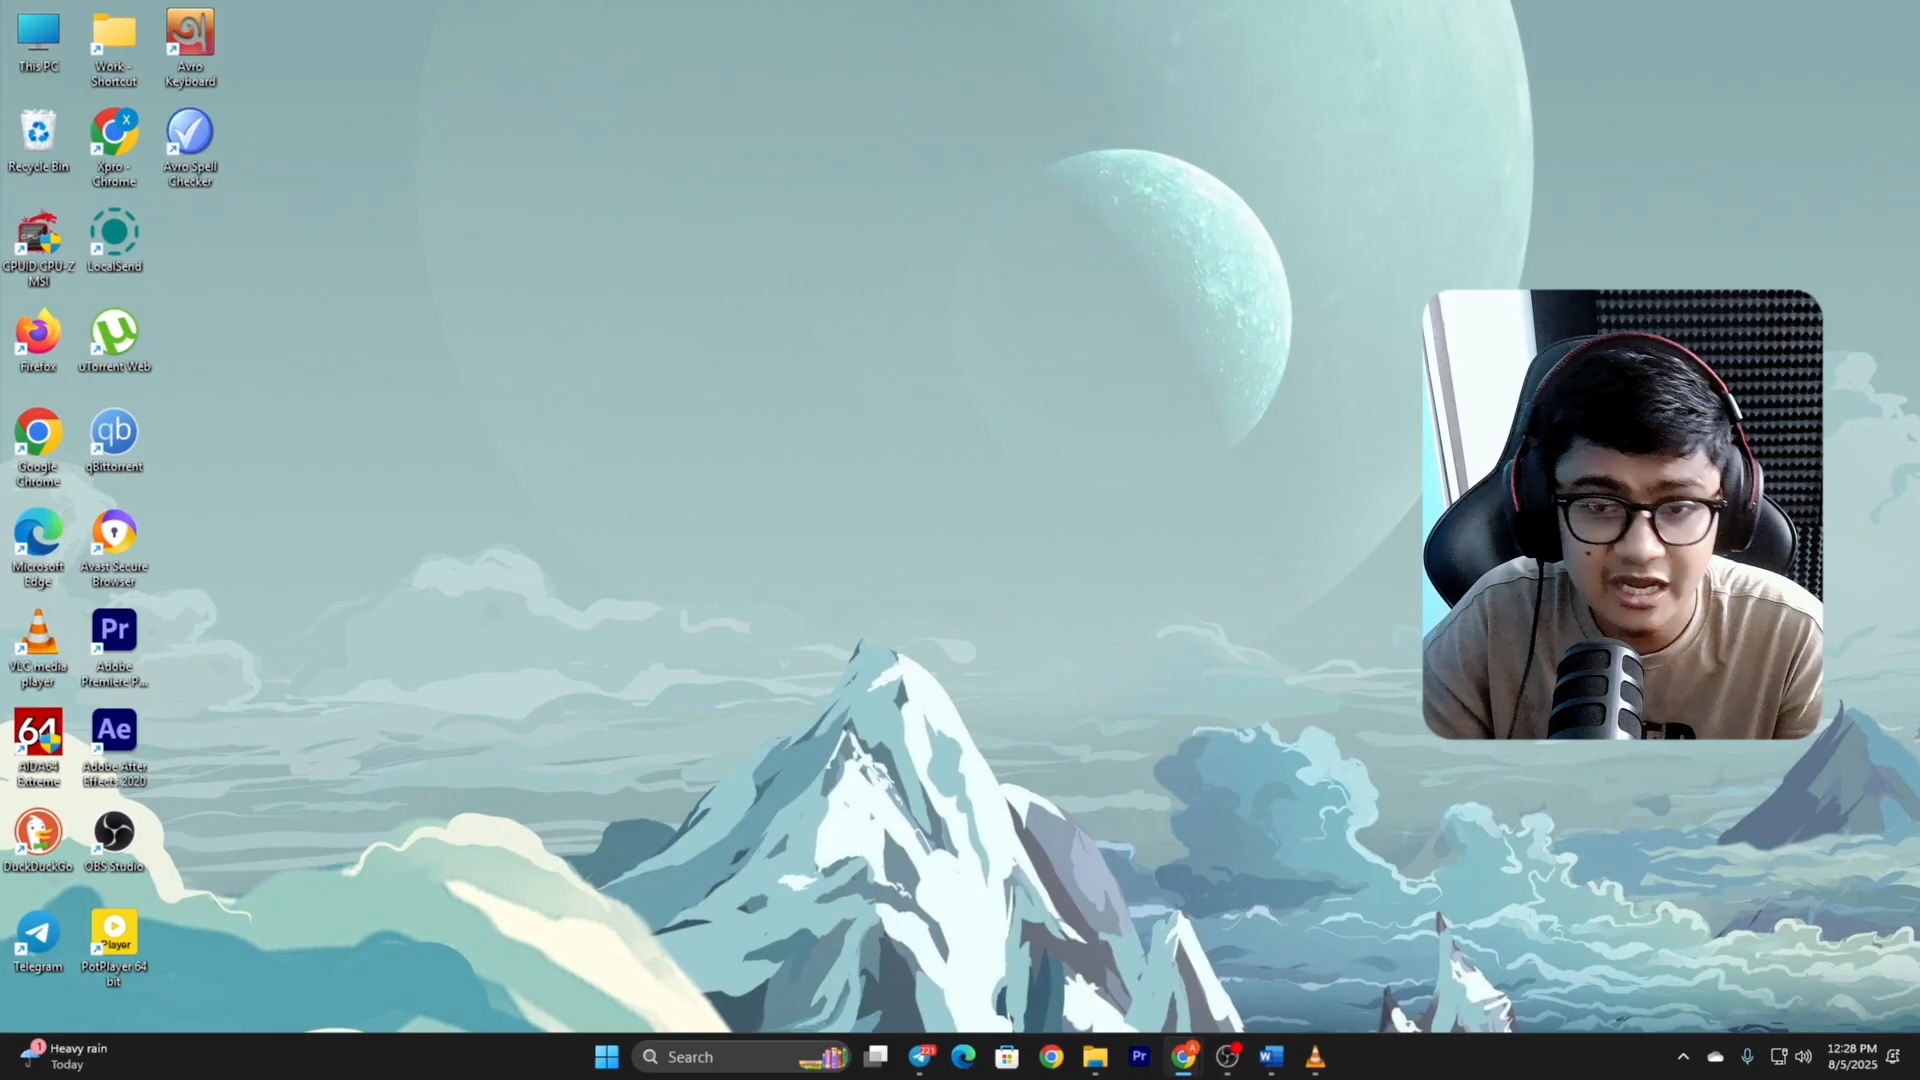 This PC
Work -
Shortcut
Avro
Keyboard
Recycle Bin
X
Xpro -
Chrome
Avro Spell
Checker
CPUID CPU-Z
MSI
LocalSend
Firefox
uTorrent Web
Google
Chrome
qb
qBittorrent
Microsoft
Edge
Avast Secure
Browser
VLC media
player
Pr
Adobe
Premiere P...
64
AIDA64
Extreme
Ae
Adobe After
Effects 2020
DuckDuckGo
OBS Studio
Telegram
Player
PotPlayer 64
bit
1
Heavy rain
Today
Search
221
Pr
A
W
12:28 PM
8/5/2025